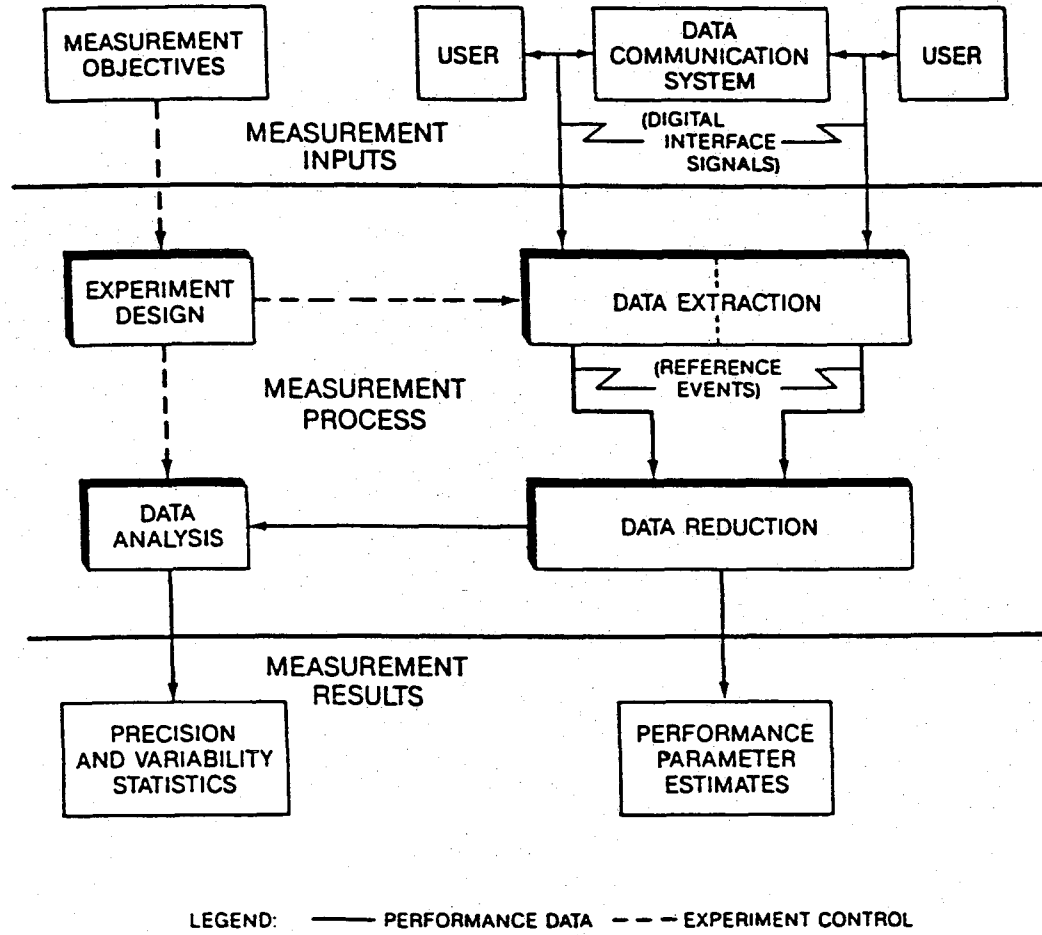 MEASUREMENT
OBJECTIVES
USER
DATA
COMMUNICATION
SYSTEM
USER
MEASUREMENT
INPUTS
(DIGITAL
INTERFACE
SIGNALS)
EXPERIMENT
DESIGN
DATA EXTRACTION
MEASUREMENT
PROCESS
(REFERENCE
EVENTS)
DATA
ANALYSIS
DATA REDUCTION
MEASUREMENT
RESULTS
PRECISION
AND VARIABILITY
STATISTICS
PERFORMANCE
PARAMETER
ESTIMATES
LEGEND: PERFORMANCE DATA EXPERIMENT CONTROL